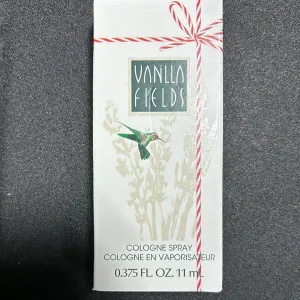 VANILLA
FIELDS
COLOGNE SPRAY
COLOGNE EN VAPORISATEUR
0.375 FL. OZ. 11 mL